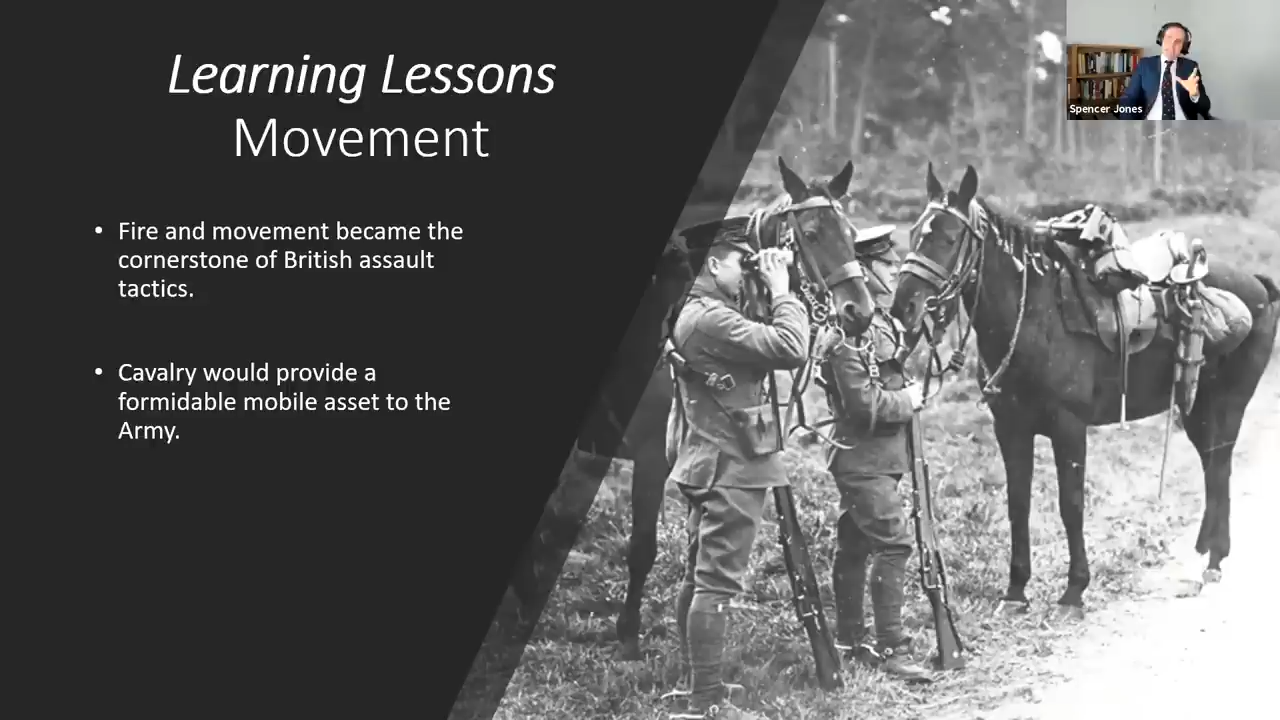 Learning Lessons
Movement
• Fire and movement became the
cornerstone of British assault
tactics.
• Cavalry would provide a
formidable mobile asset to the
Army.
Spencer Jones